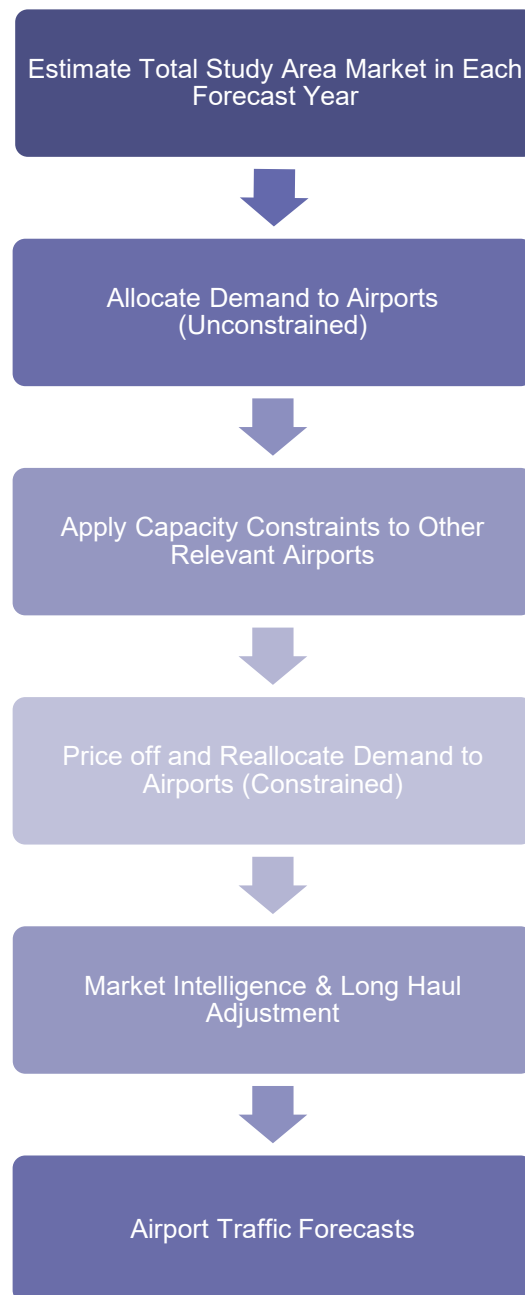 Estimate Total Study Area Market in Each
Forecast Year
Allocate Demand to Airports
(Unconstrained)
Apply Capacity Constraints to Other
Relevant Airports
Price off and Reallocate Demand to
Airports (Constrained)
Market Intelligence & Long Haul
Adjustment
Airport Traffic Forecasts